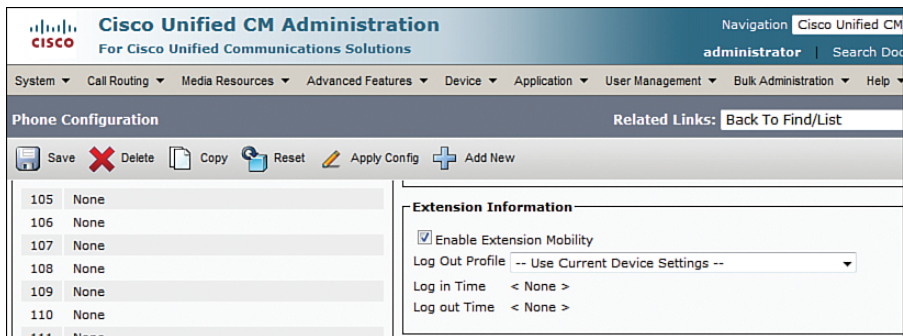 CISCO
Cisco Unified CM Administration
For Cisco Unified Communications Solutions
Navigation Cisco Unified CM
administrator Search Doc
System Call Routing Media Resources Advanced Features Device Application User Management Bulk Administration Help
Phone Configuration
Related Links: Back To Find/List
Save Delete Copy Reset Apply Config Add New
105 None
106 None
107 None
108 None
109 None
110 None
111 None
Extension Information
Enable Extension Mobility
Log Out Profile -- Use Current Device Settings --
Log in Time < None >
Log out Time < None >